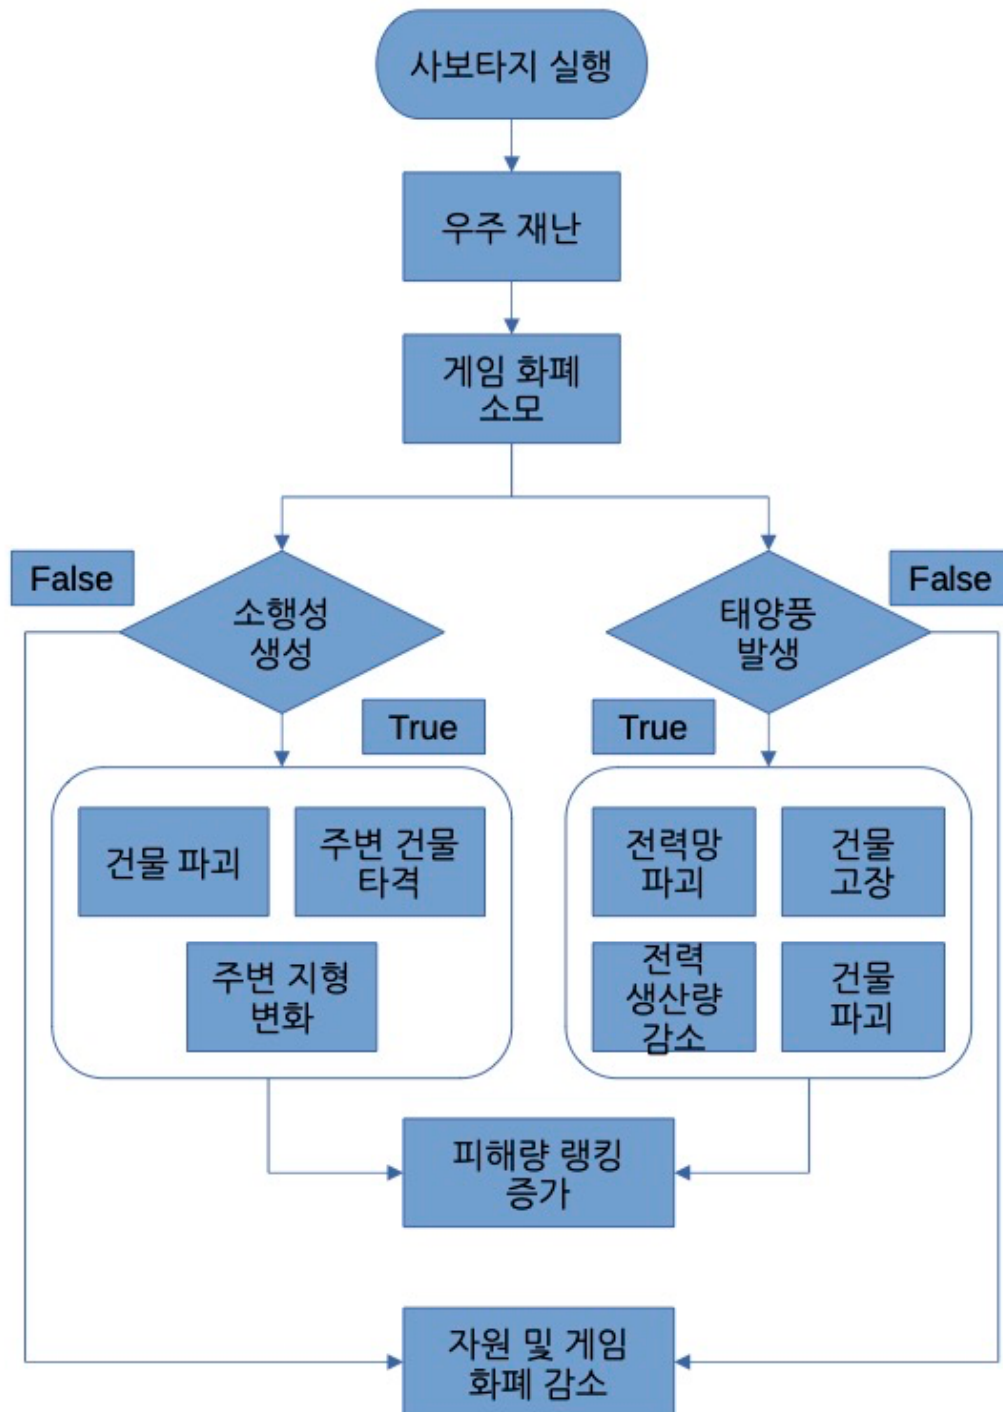 사보타지 실행
우주 재난
게임 화폐
소모
False
소행성
생성
태양풍
발생
False
True
True
건물 파괴
주변 건물
타격
주변 지형
변화
전력망
파괴
건물
고장
전력
생산량
감소
건물
파괴
피해량 랭킹
증가
자원 및 게임
화폐 감소